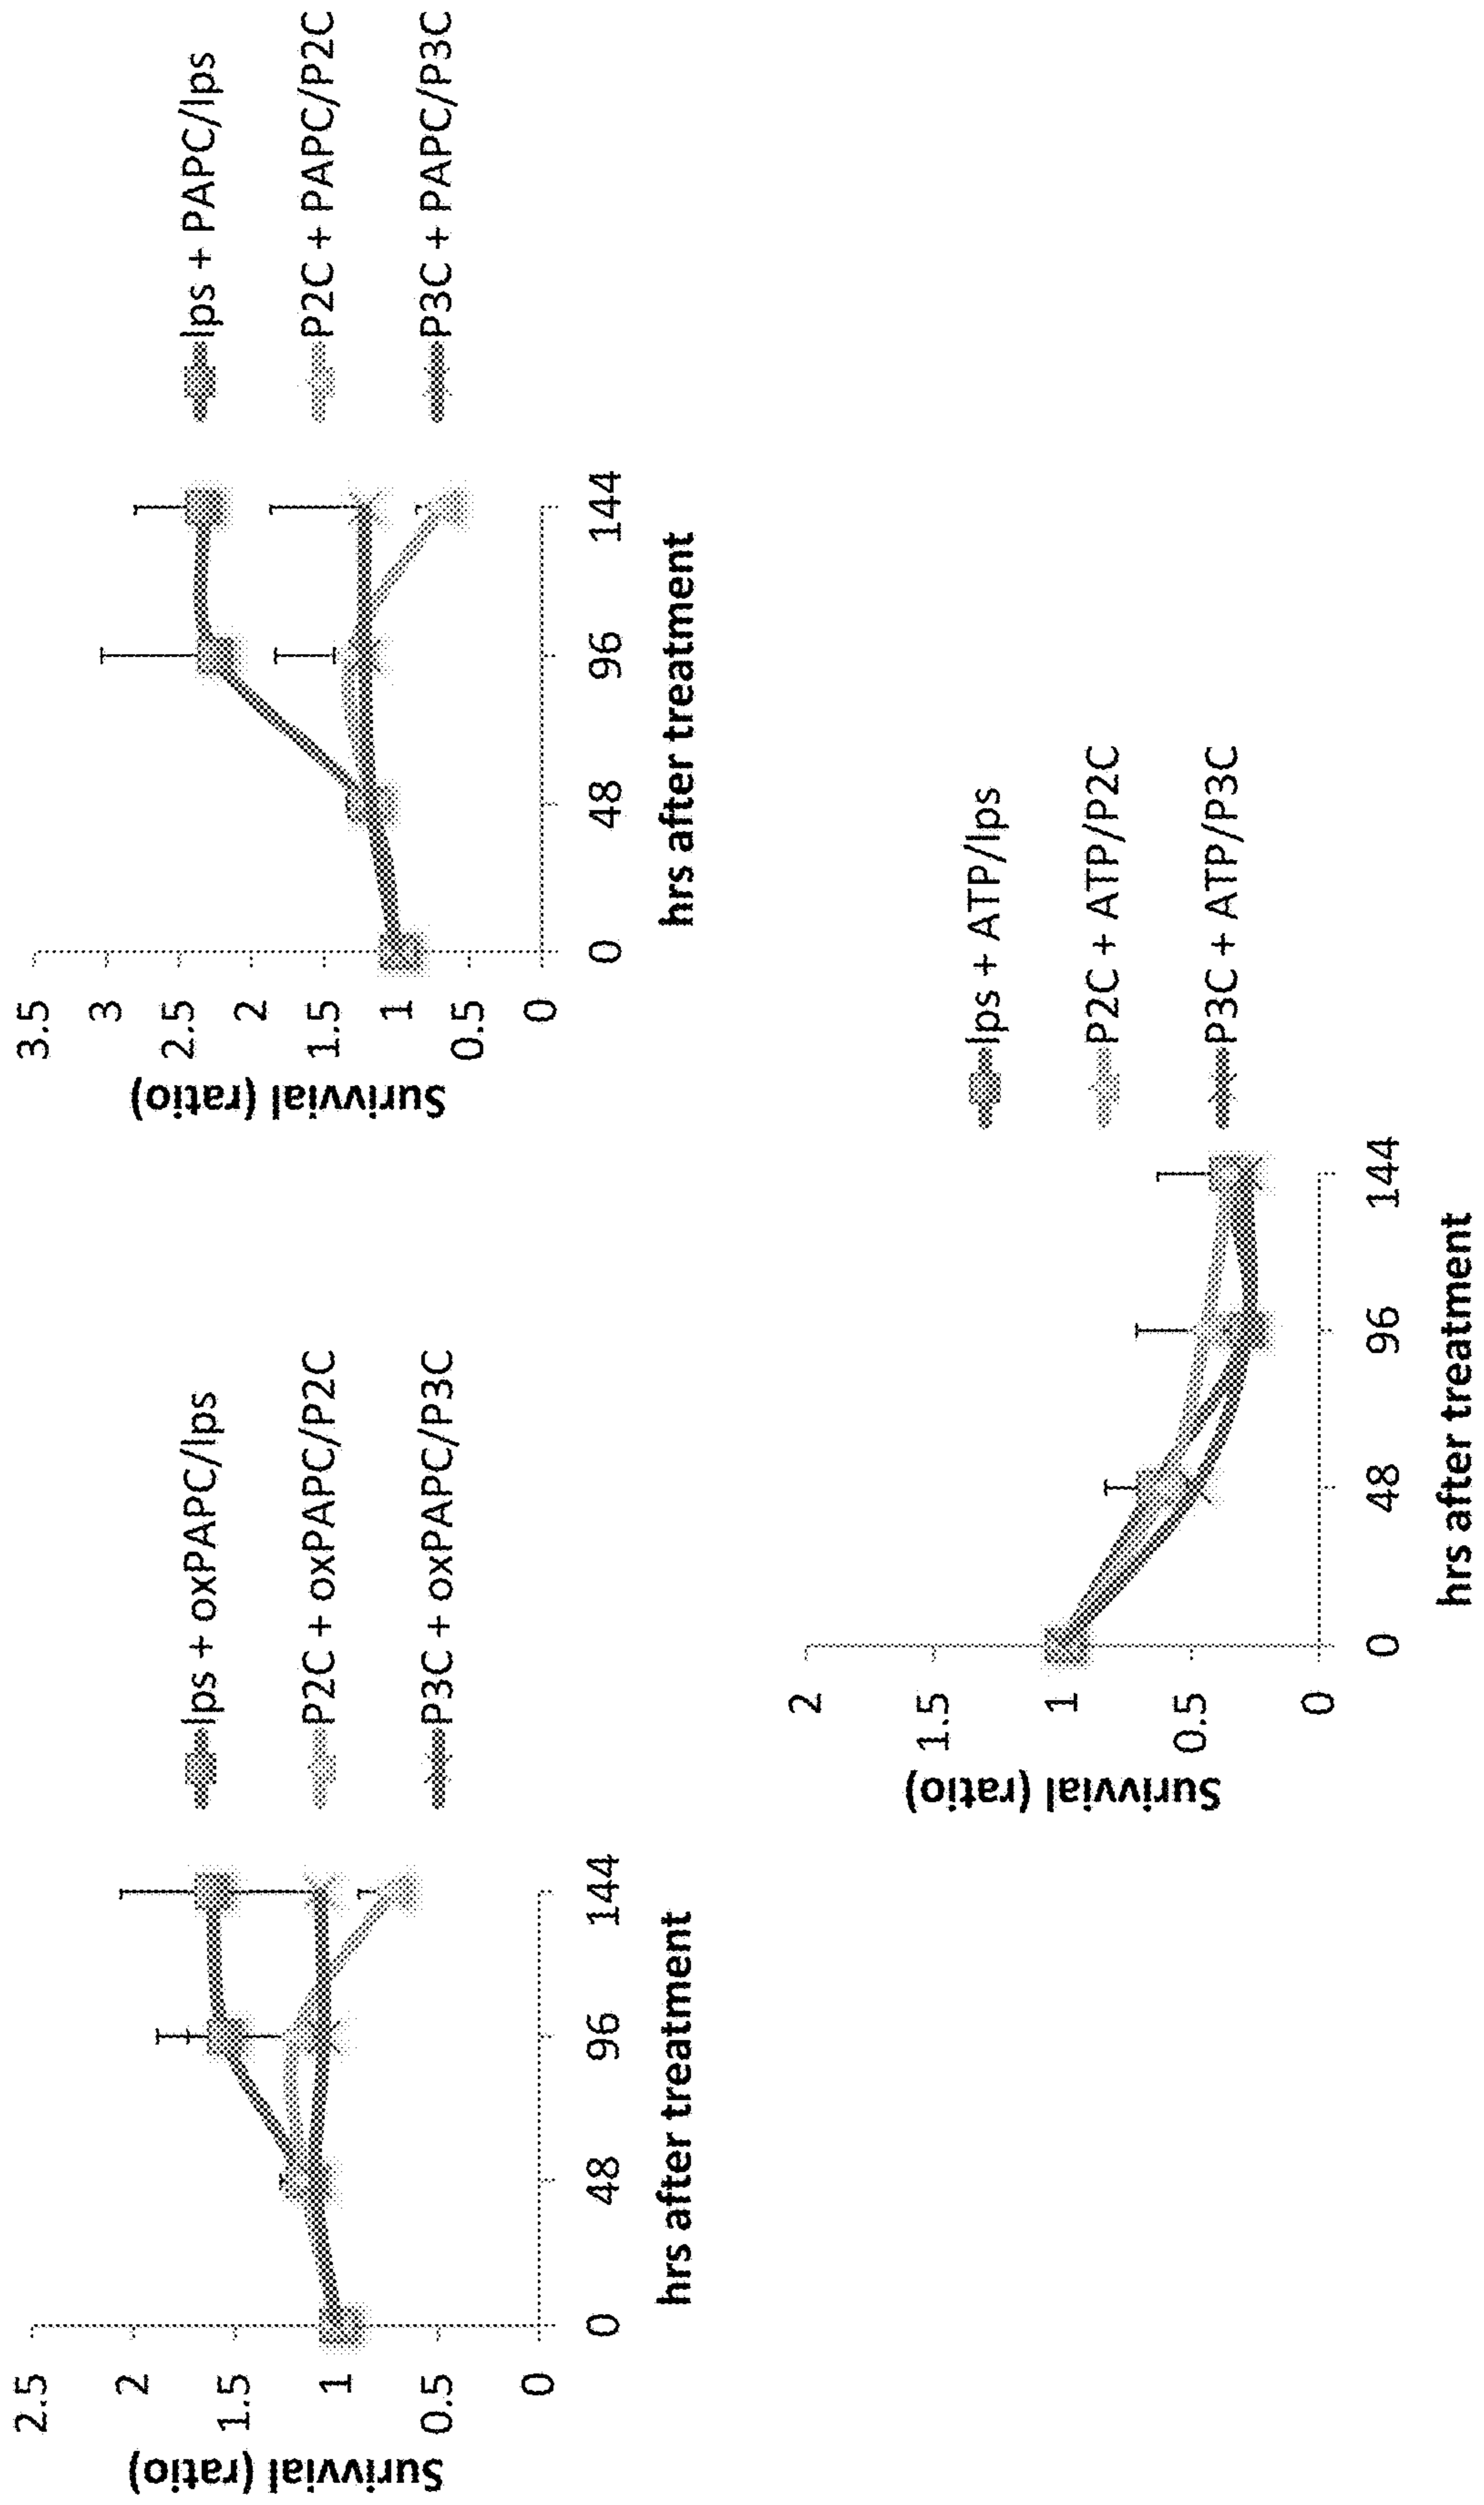 Surivvial (ratio)
2.5
2
1.5
1
0.5
0
0
48
96
144
hrs after treatment
lps + oxPAPC/lps
P2C + oxPAPC/P2C
P3C + oxPAPC/P3C
Surivvial (ratio)
3.5
3
2.5
2
1.5
1
0.5
0
0
48
96
144
hrs after treatment
lps + PAPC/lps
P2C + PAPC/P2C
P3C + PAPC/P3C
Surivvial (ratio)
2
1.5
1
0.5
0
0
48
96
144
hrs after treatment
lps + ATP/lps
P2C + ATP/P2C
P3C + ATP/P3C